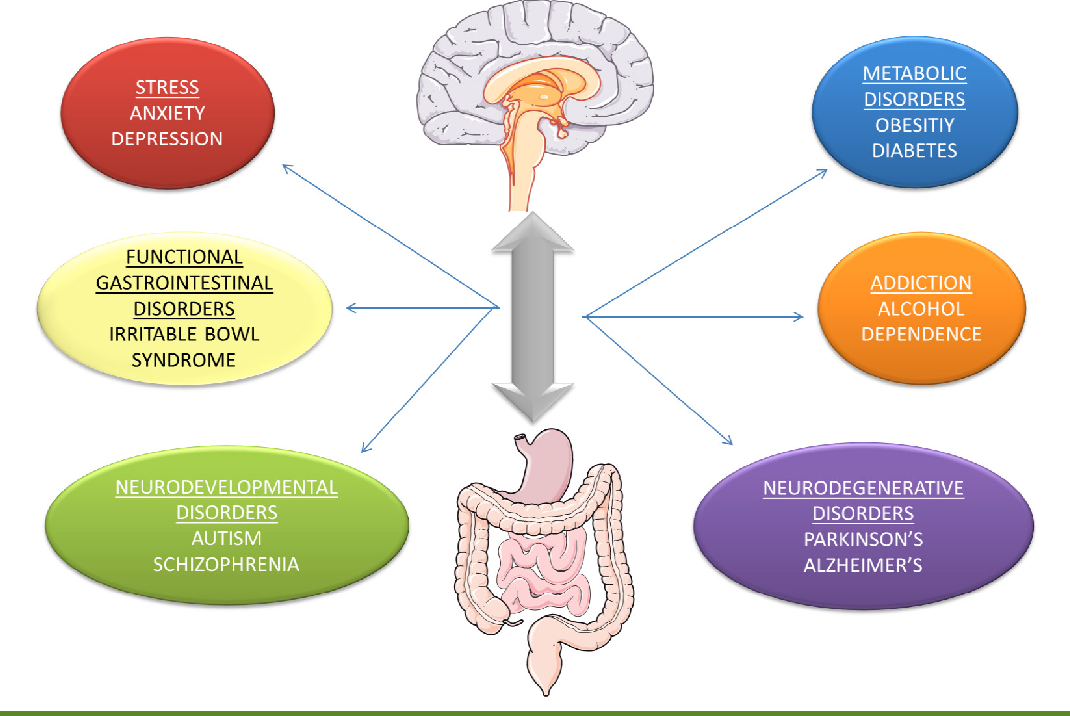 STRESS
ANXIETY
DEPRESSION
METABOLIC
DISORDERS
OBESITIY
DIABETES
FUNCTIONAL
GASTROINTESTINAL
DISORDERS
IRRITABLE BOWL
SYNDROME
ADDICTION
ALCOHOL
DEPENDENCE
NEURODEVELOPMENTAL
DISORDERS
AUTISM
SCHIZOPHRENIA
NEURODEGENERATIVE
DISORDERS
PARKINSON’S
ALZHEIMER’S